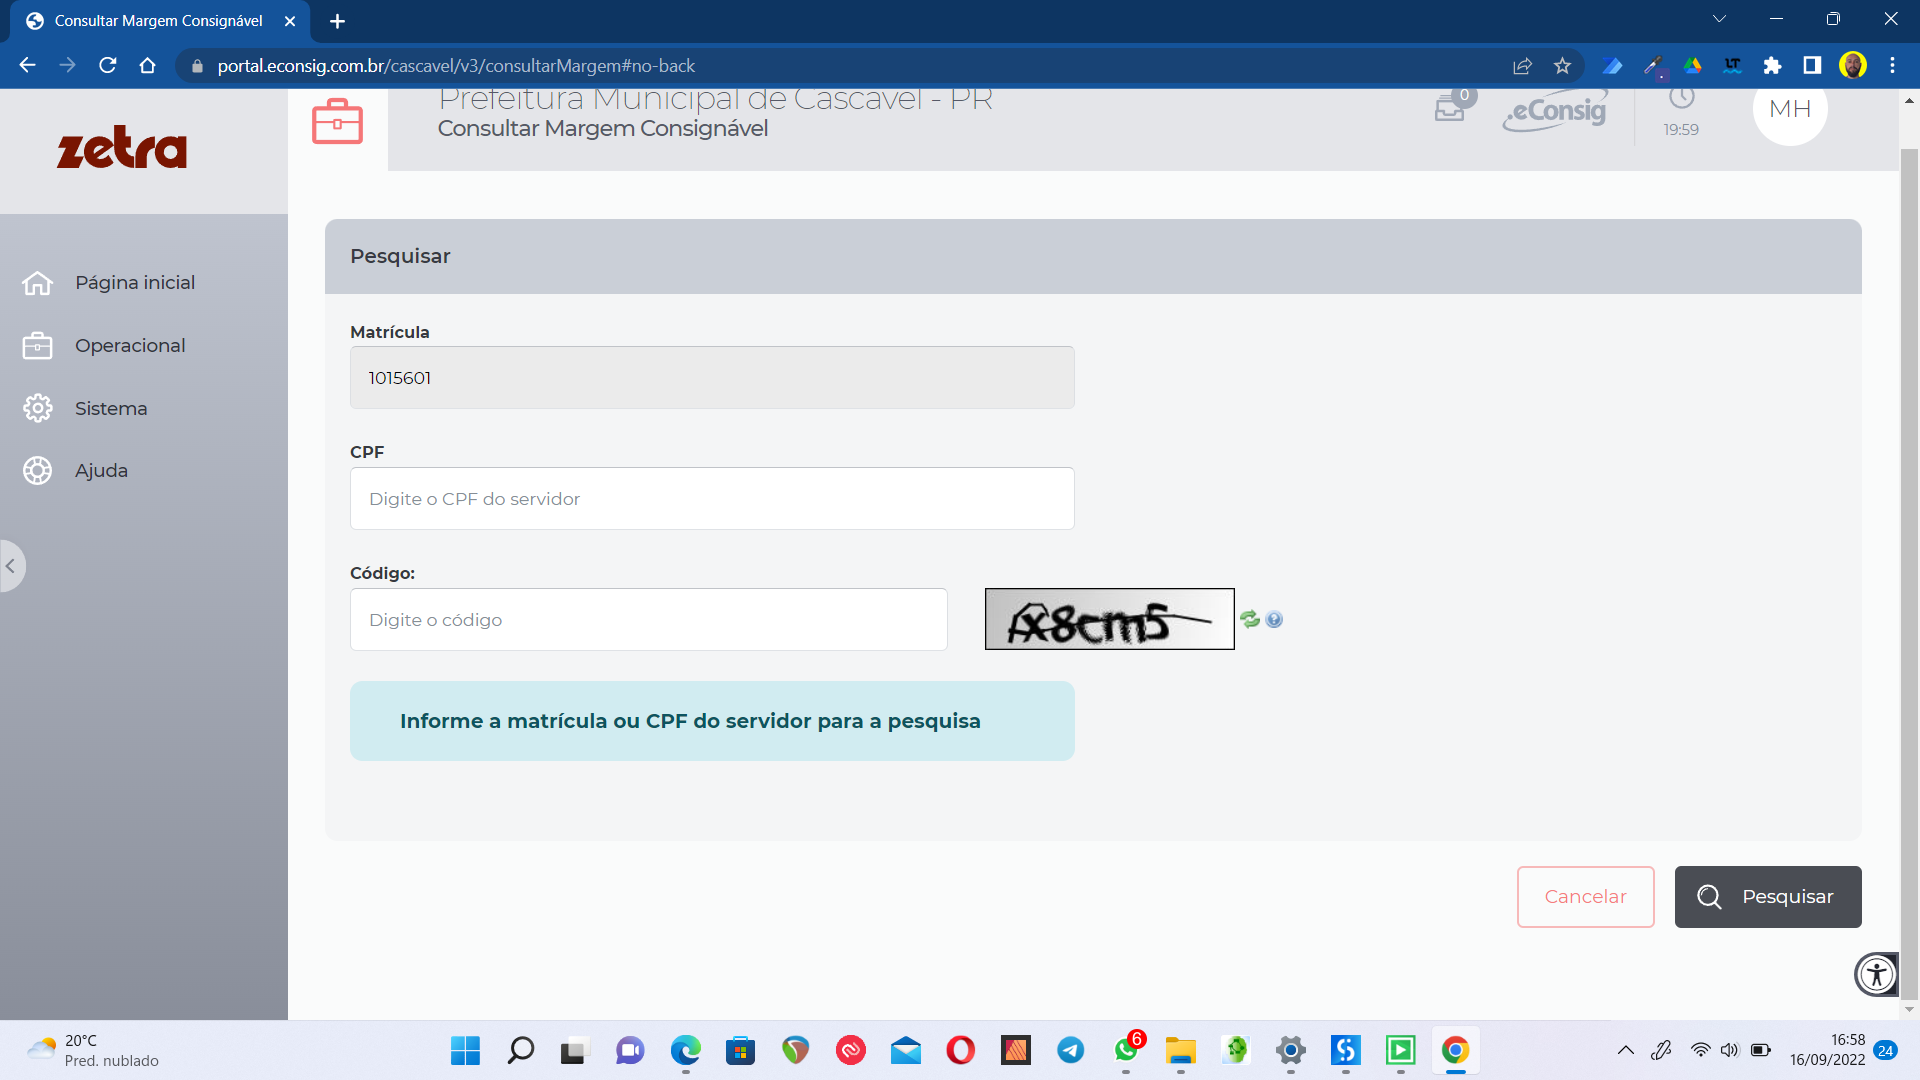 Consultar Margem Consignável
portal.econsig.com.br/cascavel/v3/consultarMargem#no-back
zetra
Prefeitura Municipal de Cascavel - PR
Consultar Margem Consignável
0
.eConsig
19:59
MH
Página inicial
Operacional
Sistema
Ajuda
Pesquisar
Matrícula
1015601
CPF
Digite o CPF do servidor
Código:
Digite o código
Informe a matrícula ou CPF do servidor para a pesquisa
Cancelar
Pesquisar
20°C
Pred. nublado
6
16:58
16/09/2022
24